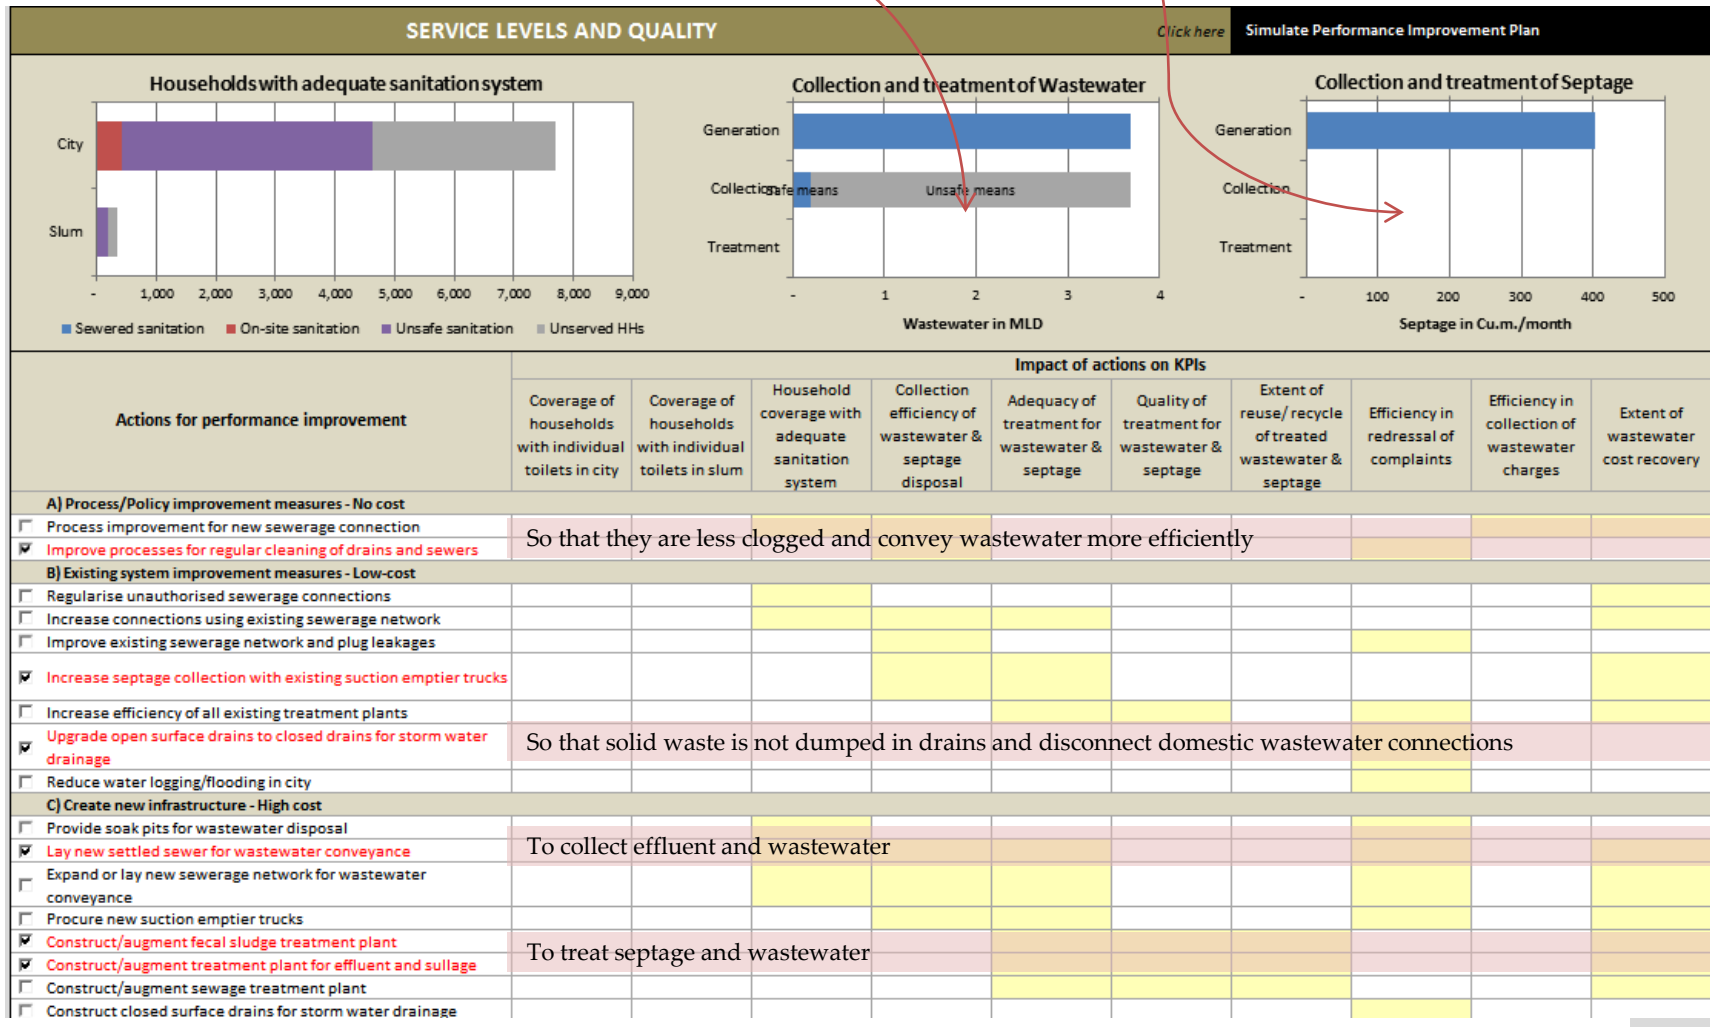 SERVICE LEVELS AND QUALITY
Click here
Simulate Performance Improvement Plan
Households with adequate sanitation system
City
Slum
- 1,000 2,000 3,000 4,000 5,000 6,000 7,000 8,000 9,000
Sewered sanitation On-site sanitation Unsafe sanitation Unserved HHs
Collection and treatment of Wastewater
Generation
Collection Safe means Unsafe means
Treatment
- 1 2 3 4
Wastewater in MLD
Collection and treatment of Septage
Generation
Collection
Treatment
- 100 200 300 400 500
Septage in Cu.m./month
Actions for performance improvement
Impact of actions on KPIs
Coverage of
households
with individual
toilets in city
Coverage of
households
with individual
toilets in slum
Household
coverage with
adequate
sanitation
system
Collection
efficiency of
wastewater &
septage
disposal
Adequacy of
treatment for
wastewater &
septage
Quality of
treatment for
wastewater &
septage
Extent of
reuse/ recycle
of treated
wastewater &
septage
Efficiency in
redressal of
complaints
Efficiency in
collection of
wastewater
charges
Extent of
wastewater
cost recovery
A) Process/Policy improvement measures - No cost
Process improvement for new sewerage connection
Improve processes for regular cleaning of drains and sewers
So that they are less clogged and convey wastewater more efficiently
B) Existing system improvement measures - Low-cost
Regularise unauthorised sewerage connections
Increase connections using existing sewerage network
Improve existing sewerage network and plug leakages
Increase septage collection with existing suction emptier trucks
Increase efficiency of all existing treatment plants
Upgrade open surface drains to closed drains for storm water
drainage
So that solid waste is not dumped in drains and disconnect domestic wastewater connections
Reduce water logging/flooding in city
C) Create new infrastructure - High cost
Provide soak pits for wastewater disposal
Lay new settled sewer for wastewater conveyance
To collect effluent and wastewater
Expand or lay new sewerage network for wastewater
conveyance
Procure new suction emptier trucks
Construct/augment fecal sludge treatment plant
Construct/augment treatment plant for effluent and sullage
To treat septage and wastewater
Construct/augment sewage treatment plant
Construct closed surface drains for storm water drainage